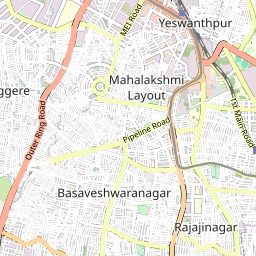 Yeswanthpur
MEI Road
Mahalakshmi
Layout
ggere
Outer Ring Road
1st Main Road
Pipeline Road
Basaveshwaranagar
Rajajinagar